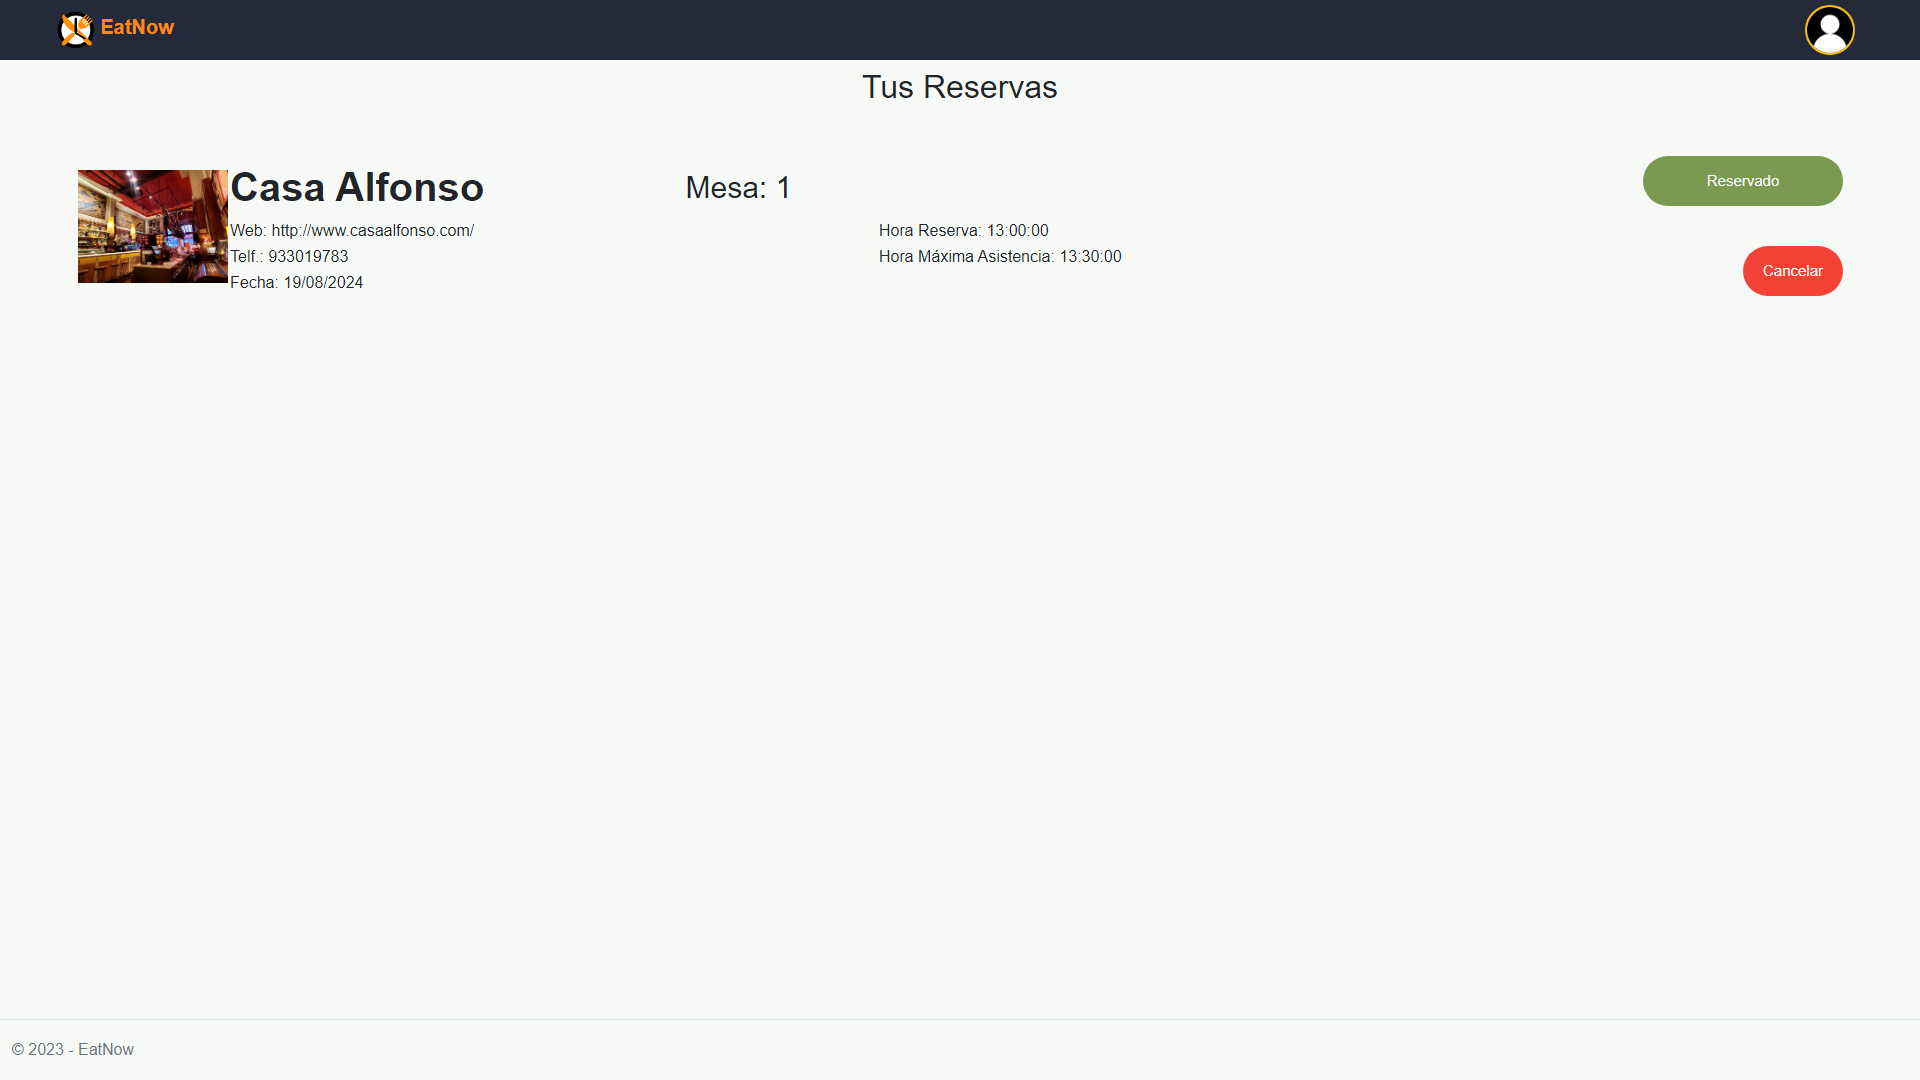 EatNow
Tus Reservas
Casa Alfonso
Mesa: 1
Reservado
Web: http://www.casaalfonso.com/
Hora Reserva: 13:00:00
Telf.: 933019783
Hora Máxima Asistencia: 13:30:00
Cancelar
Fecha: 19/08/2024
© 2023 - EatNow